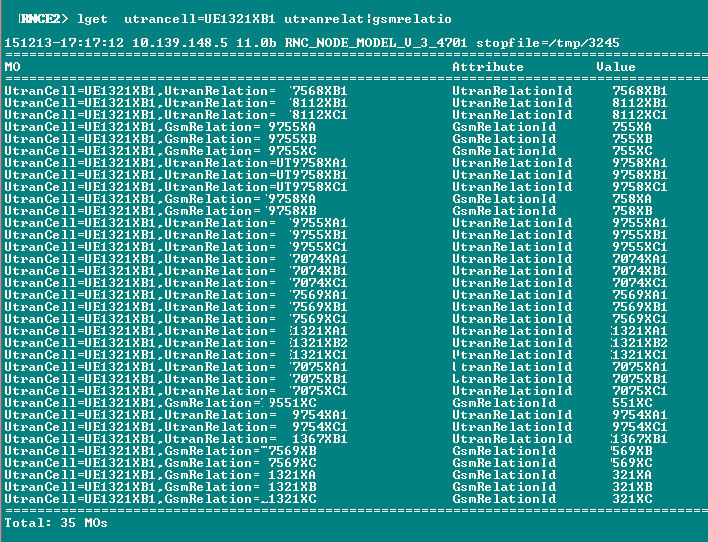 RNCE2> lget utrancell=UE1321XB1 utranrelat|gsmrelatio
151213-17:17:12 10.139.148.5 11.0b RNC_NODE_MODEL_V_3_4701 stopfile=/tmp/3245
=================================================================================
MO Attribute Value
=================================================================================
UtranCell=UE1321XB1,UtranRelation= 7568XB1 UtranRelationId 7568XB1
UtranCell=UE1321XB1,UtranRelation= 8112XB1 UtranRelationId 8112XB1
UtranCell=UE1321XB1,UtranRelation= 8112XC1 UtranRelationId 8112XC1
UtranCell=UE1321XB1,GsmRelation= 9755XA GsmRelationId 755XA
UtranCell=UE1321XB1,GsmRelation= 9755XB GsmRelationId 755XB
UtranCell=UE1321XB1,GsmRelation= 9755XC GsmRelationId 755XC
UtranCell=UE1321XB1,UtranRelation=UT9758XA1 UtranRelationId 9758XA1
UtranCell=UE1321XB1,UtranRelation=UT9758XB1 UtranRelationId 9758XB1
UtranCell=UE1321XB1,UtranRelation=UT9758XC1 UtranRelationId 9758XC1
UtranCell=UE1321XB1,GsmRelation= 9758XA GsmRelationId 758XA
UtranCell=UE1321XB1,GsmRelation= 9758XB GsmRelationId 758XB
UtranCell=UE1321XB1,UtranRelation= 9755XA1 UtranRelationId 9755XA1
UtranCell=UE1321XB1,UtranRelation= 9755XB1 UtranRelationId 9755XB1
UtranCell=UE1321XB1,UtranRelation= 9755XC1 UtranRelationId 9755XC1
UtranCell=UE1321XB1,UtranRelation= 7074XA1 UtranRelationId 7074XA1
UtranCell=UE1321XB1,UtranRelation= 7074XB1 UtranRelationId 7074XB1
UtranCell=UE1321XB1,UtranRelation= 7074XC1 UtranRelationId 7074XC1
UtranCell=UE1321XB1,UtranRelation= 7569XA1 UtranRelationId 7569XA1
UtranCell=UE1321XB1,UtranRelation= 7569XB1 UtranRelationId 7569XB1
UtranCell=UE1321XB1,UtranRelation= 7569XC1 UtranRelationId 7569XC1
UtranCell=UE1321XB1,UtranRelation= 1321XA1 UtranRelationId 1321XA1
UtranCell=UE1321XB1,UtranRelation= 1321XB2 UtranRelationId 1321XB2
UtranCell=UE1321XB1,UtranRelation= 1321XC1 UtranRelationId 1321XC1
UtranCell=UE1321XB1,UtranRelation= 7075XA1 UtranRelationId 7075XA1
UtranCell=UE1321XB1,UtranRelation= 7075XB1 UtranRelationId 7075XB1
UtranCell=UE1321XB1,UtranRelation= 7075XC1 UtranRelationId 7075XC1
UtranCell=UE1321XB1,GsmRelation= 9551XC GsmRelationId 551XC
UtranCell=UE1321XB1,UtranRelation= 9754XA1 UtranRelationId 9754XA1
UtranCell=UE1321XB1,UtranRelation= 9754XC1 UtranRelationId 9754XC1
UtranCell=UE1321XB1,UtranRelation= 1367XB1 UtranRelationId 1367XB1
UtranCell=UE1321XB1,GsmRelation= 7569XB GsmRelationId 569XB
UtranCell=UE1321XB1,GsmRelation= 7569XC GsmRelationId 569XC
UtranCell=UE1321XB1,GsmRelation= 1321XA GsmRelationId 321XA
UtranCell=UE1321XB1,GsmRelation= 1321XB GsmRelationId 321XB
UtranCell=UE1321XB1,GsmRelation= 1321XC GsmRelationId 321XC
=================================================================================
Total: 35 MOs